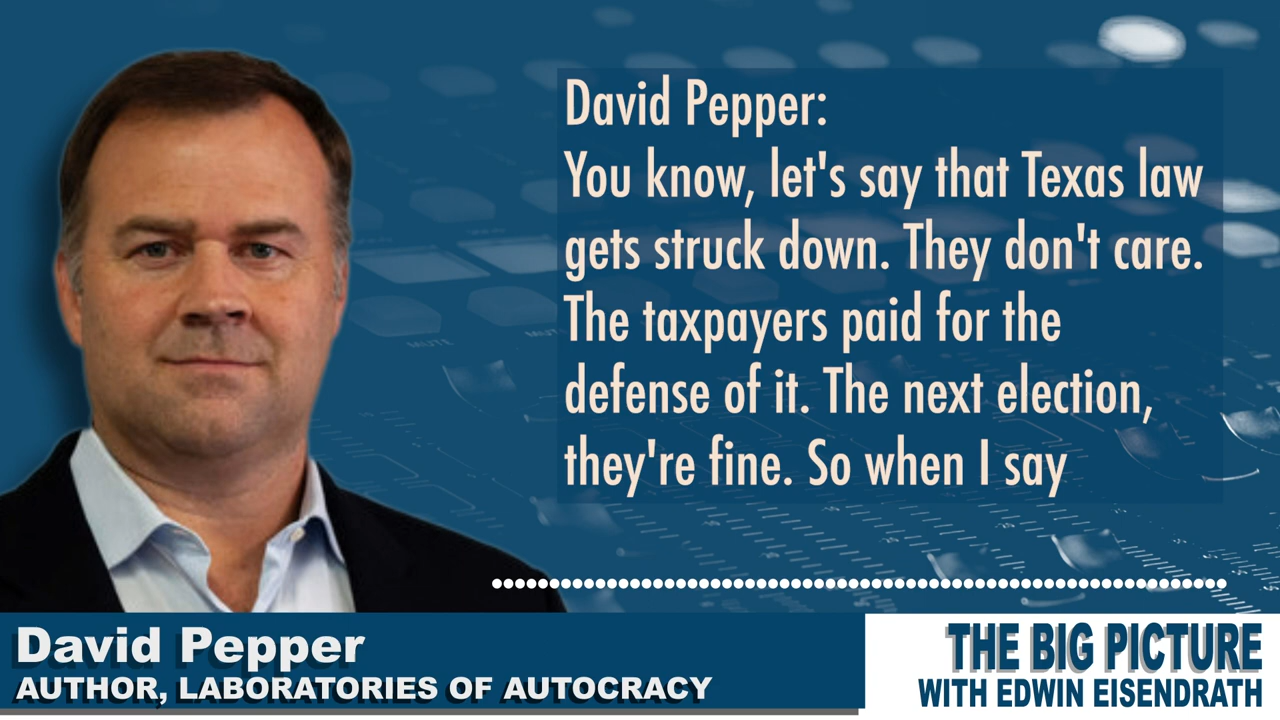 David Pepper:
You know, let's say that Texas law
gets struck down. They don't care.
The taxpayers paid for the
defense of it. The next election,
they're fine. So when I say
David Pepper
AUTHOR, LABORATORIES OF AUTOCRACY
THE BIG PICTURE
WITH EDWIN EISENDRATH
MUTE